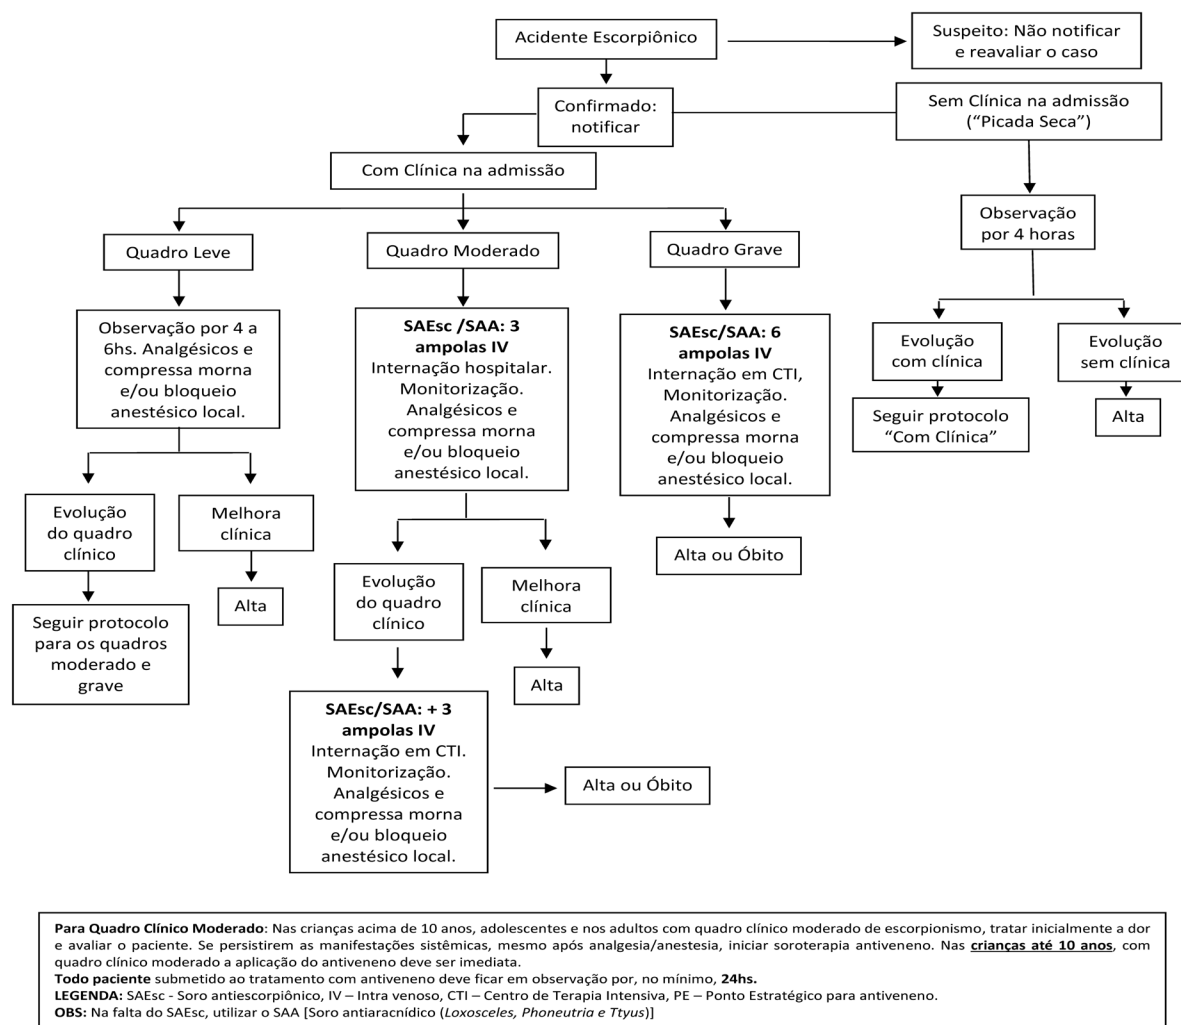 Acidente Escorpiônico
Suspeito: Não notificar
e reavaliar o caso
Confirmado:
notificar
Sem Clínica na admissão
(“Picada Seca”)
Com Clínica na admissão
Observação
por 4 horas
Quadro Leve
Quadro Moderado
Quadro Grave
Observação por 4 a
6hs. Analgésicos e
compressa morna
e/ou bloqueio
anestésico local.
SAEsc /SAA: 3
ampolas IV
Internação hospitalar.
Monitorização.
Analgésicos e
compressa morna
e/ou bloqueio
anestésico local.
SAEsc/SAA: 6
ampolas IV
Internação em CTI,
Monitorização.
Analgésicos e
compressa morna
e/ou bloqueio
anestésico local.
Evolução
com clínica
Evolução
sem clínica
Seguir protocolo
“Com Clínica”
Alta
Evolução
do quadro
clínico
Melhora
clínica
Alta ou Óbito
Evolução
do quadro
clínico
Melhora
clínica
Alta
Seguir protocolo
para os quadros
moderado e
grave
Alta
SAEsc/SAA: + 3
ampolas IV
Internação em CTI.
Monitorização.
Analgésicos e
compressa morna
e/ou bloqueio
anestésico local.
Alta ou Óbito
Para Quadro Clínico Moderado: Nas crianças acima de 10 anos, adolescentes e nos adultos com quadro clínico moderado de escorpionismo, tratar inicialmente a dor
e avaliar o paciente. Se persistirem as manifestações sistêmicas, mesmo após analgesia/anestesia, iniciar soroterapia antiveneno. Nas crianças até 10 anos, com
quadro clínico moderado a aplicação do antiveneno deve ser imediata.
Todo paciente submetido ao tratamento com antiveneno deve ficar em observação por, no mínimo, 24hs.
LEGENDA: SAEsc - Soro antiescorpiônico, IV – Intra venoso, CTI – Centro de Terapia Intensiva, PE – Ponto Estratégico para antiveneno.
OBS: Na falta do SAEsc, utilizar o SAA [Soro antiaracnídico (Loxosceles, Phoneutria e Ttyus)]